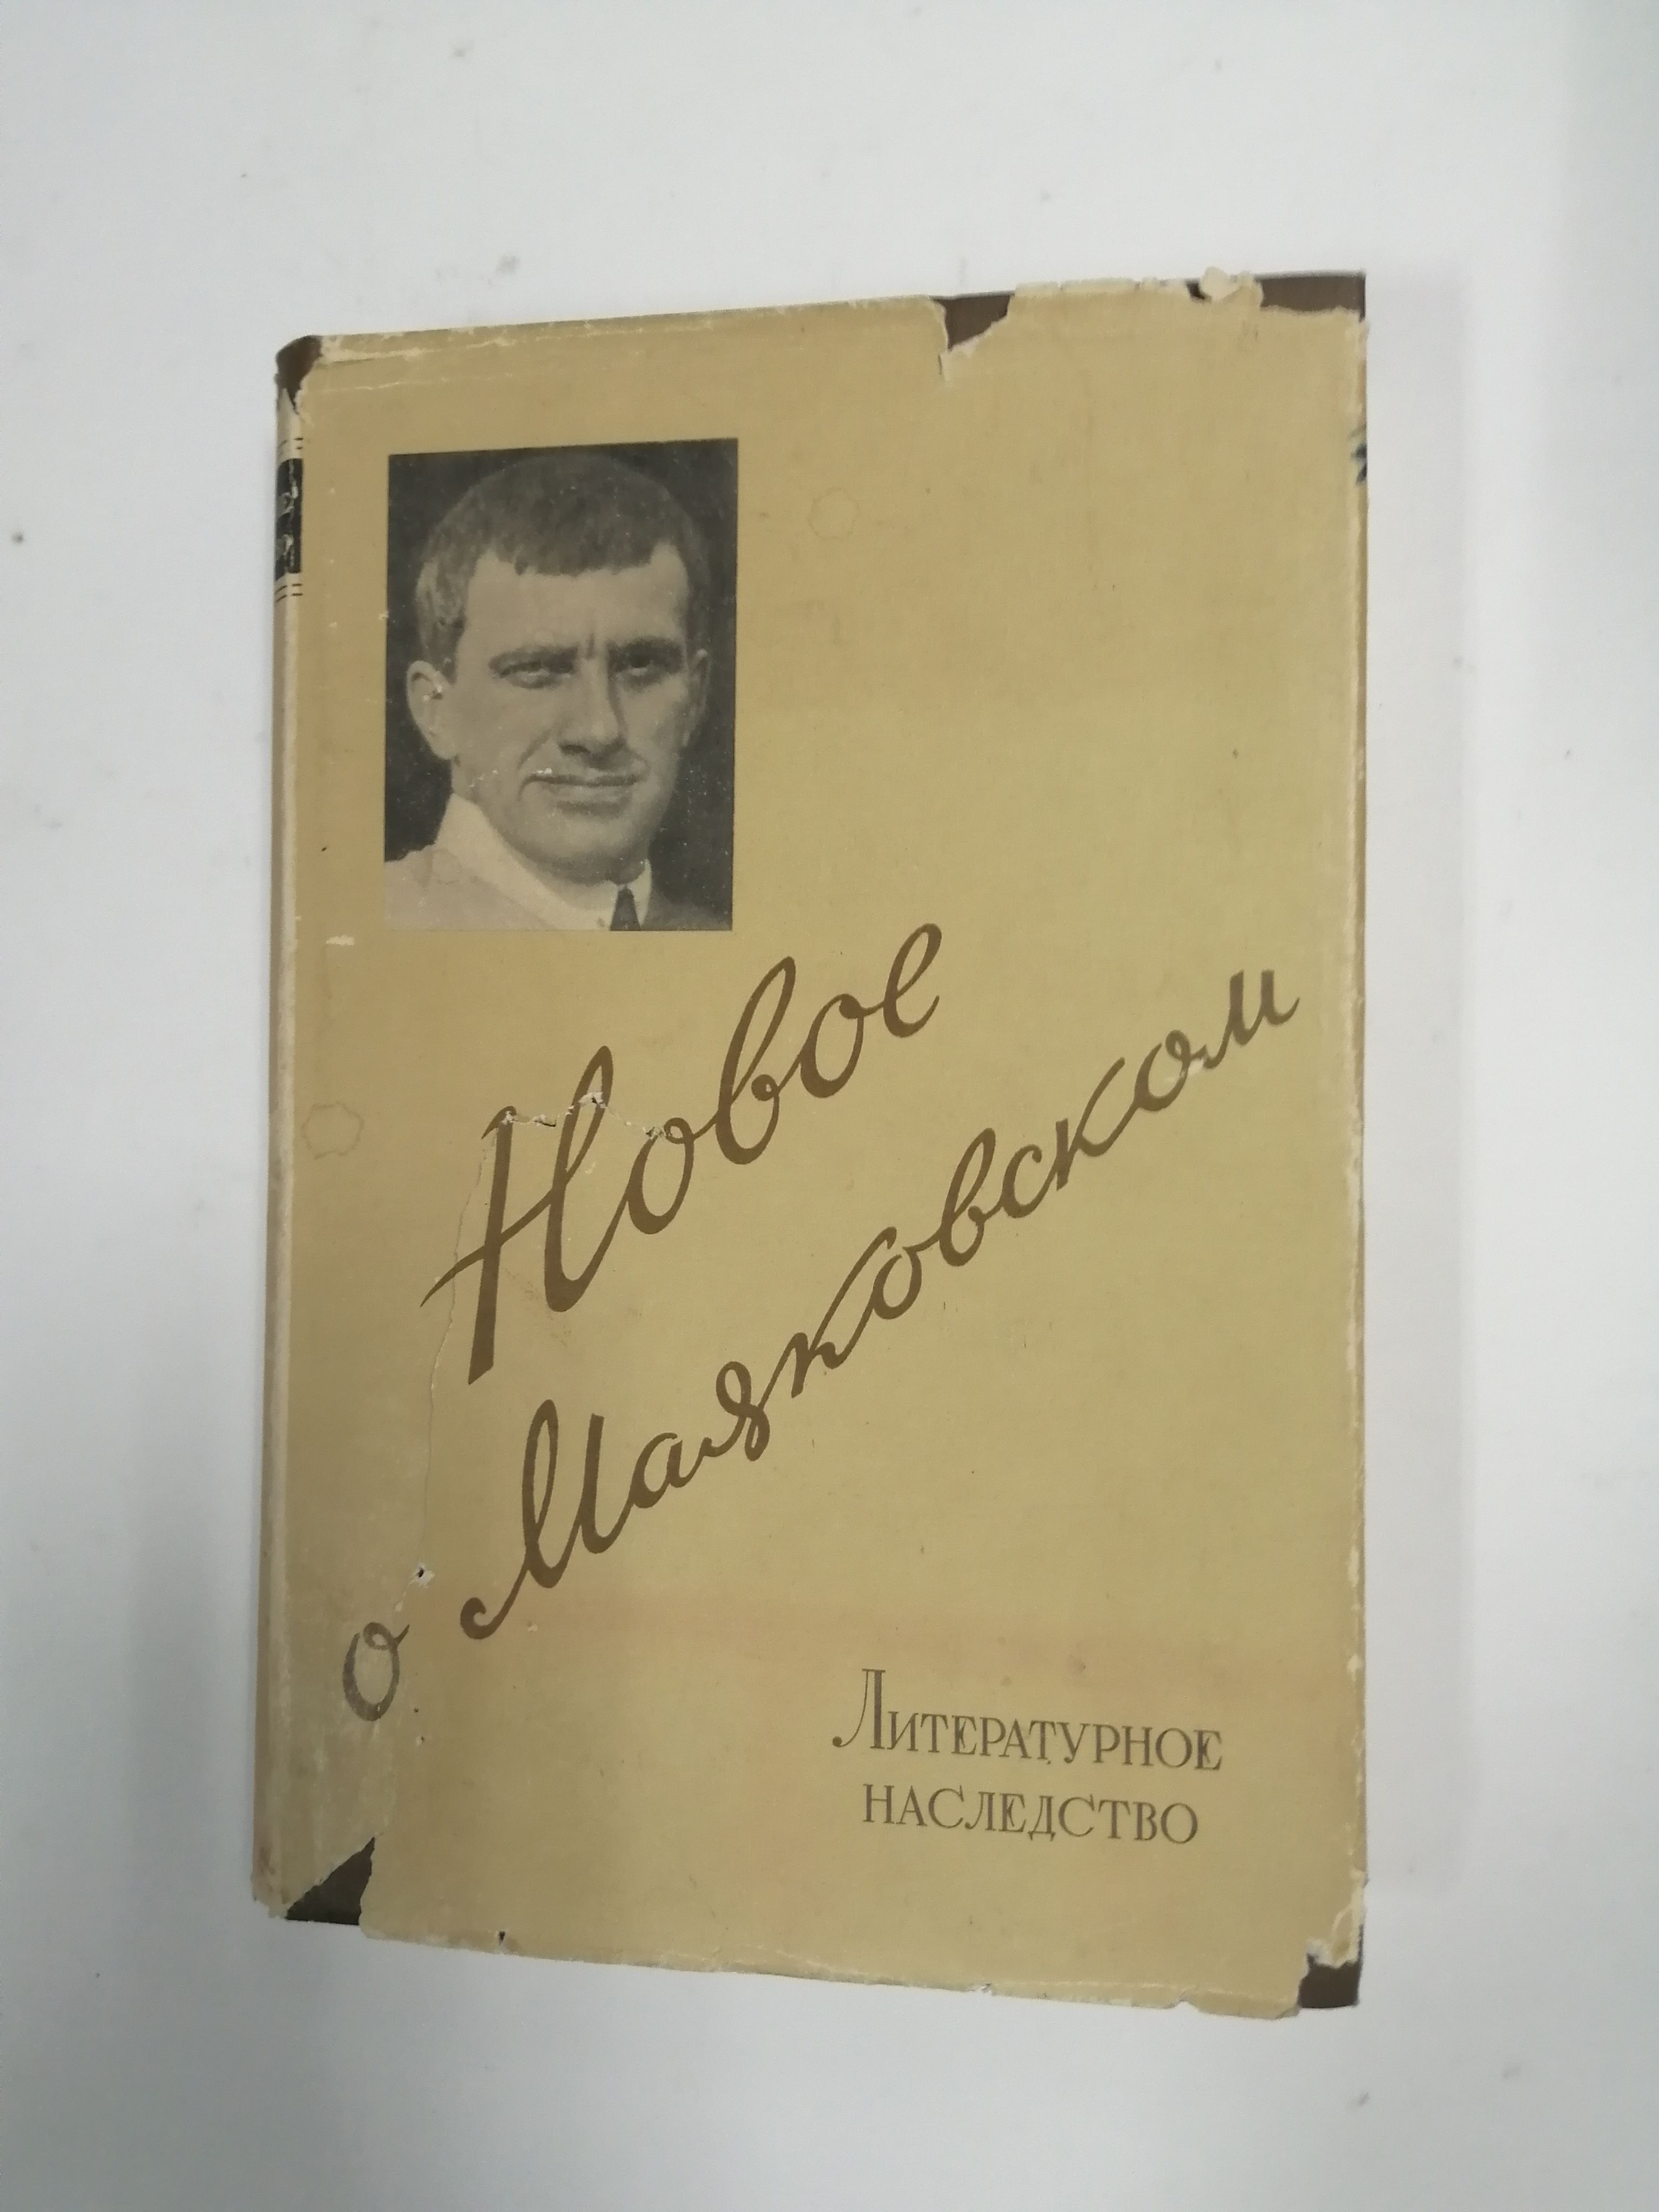 Новое
о Маяковском
Литературное
наследство